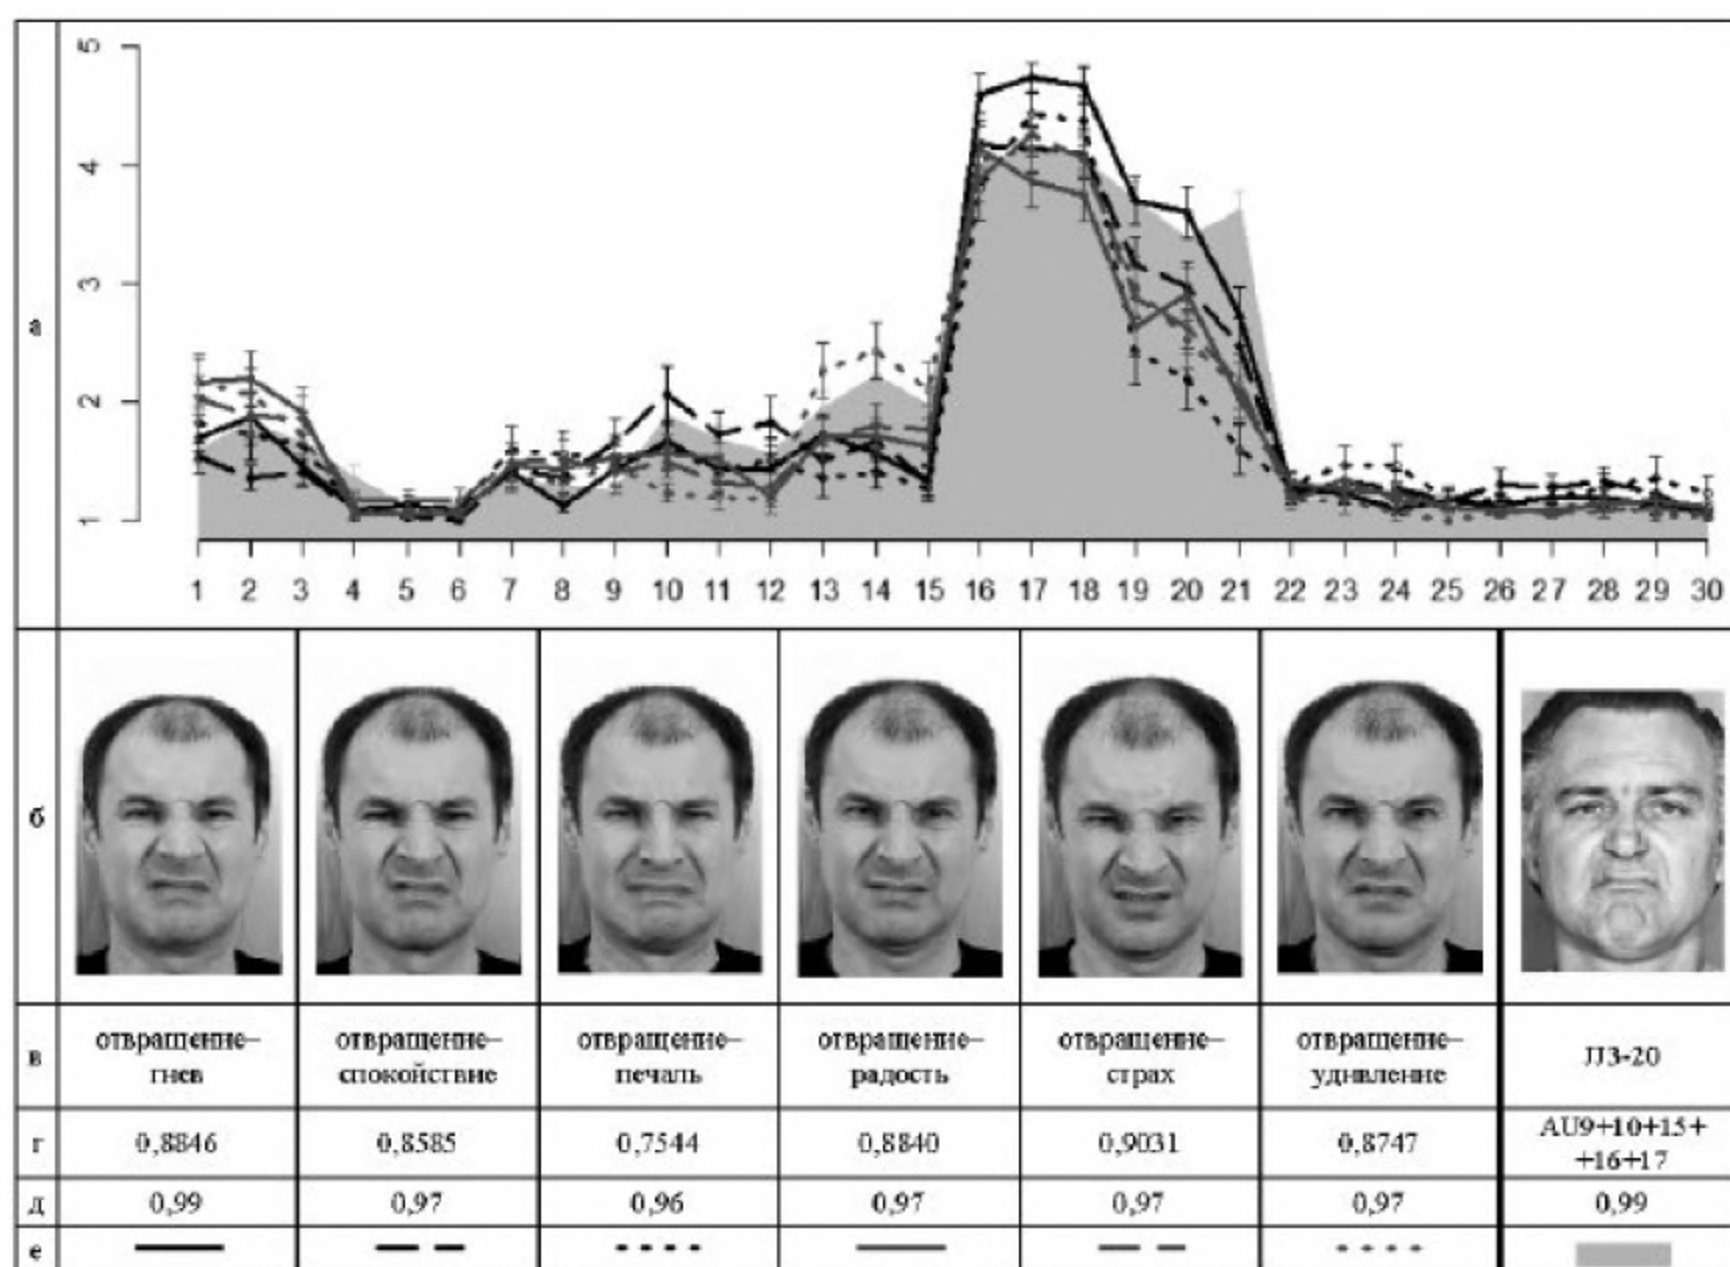 5
4
3
2
1
а
1 2 3 4 5 6 7 8 9 10 11 12 13 14 15 16 17 18 19 20 21 22 23 24 25 26 27 28 29 30
б
в
отвращение–
гнев
отвращение–
спокойствие
отвращение–
печаль
отвращение–
радость
отвращение–
страх
отвращение–
удивление
ЛЗ-20
г
0,8846
0,8585
0,7544
0,8840
0,9031
0,8747
AU9+10+15+
+16+17
д
0,99
0,97
0,96
0,97
0,97
0,97
0,99
е